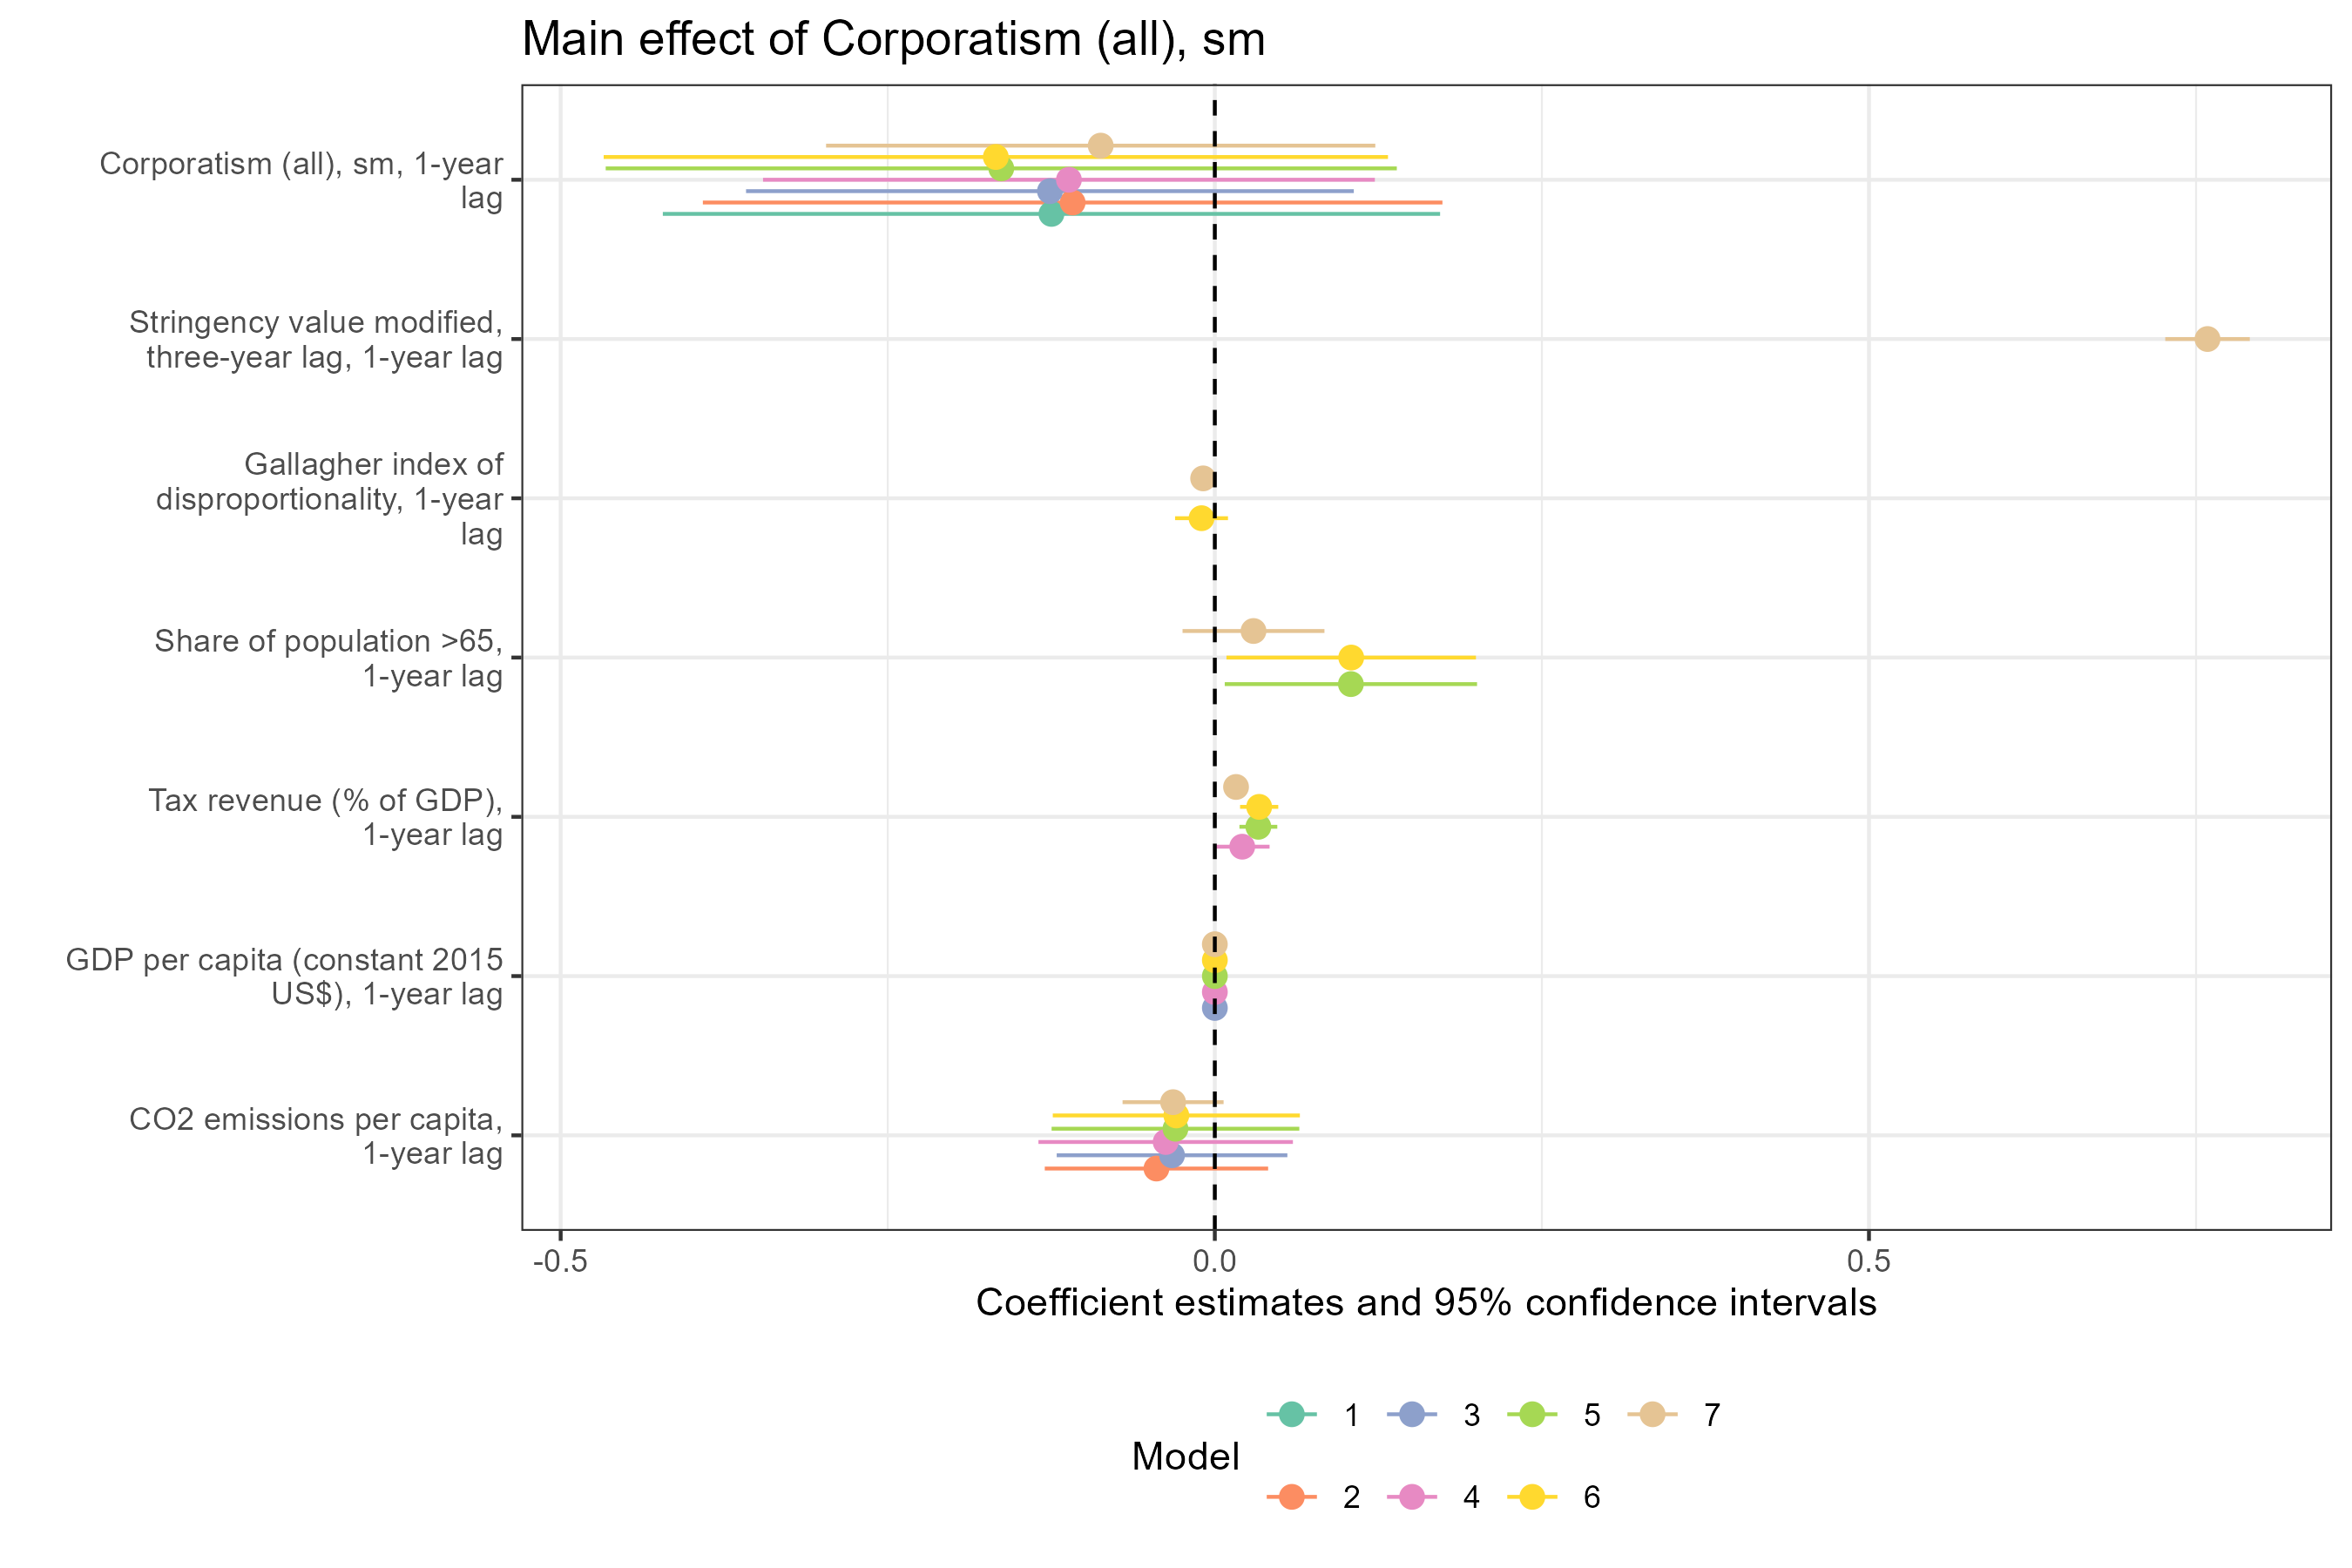 Main effect of Corporatism (all), sm
Corporatism (all), sm, 1-year
lag
Stringency value modified,
three-year lag, 1-year lag
Gallagher index of
disproportionality, 1-year
lag
Share of population >65,
1-year lag
Tax revenue (% of GDP),
1-year lag
GDP per capita (constant 2015
US$), 1-year lag
CO2 emissions per capita,
1-year lag
-0.5 0.0 0.5
Coefficient estimates and 95% confidence intervals
Model
1 3 5 7
2 4 6